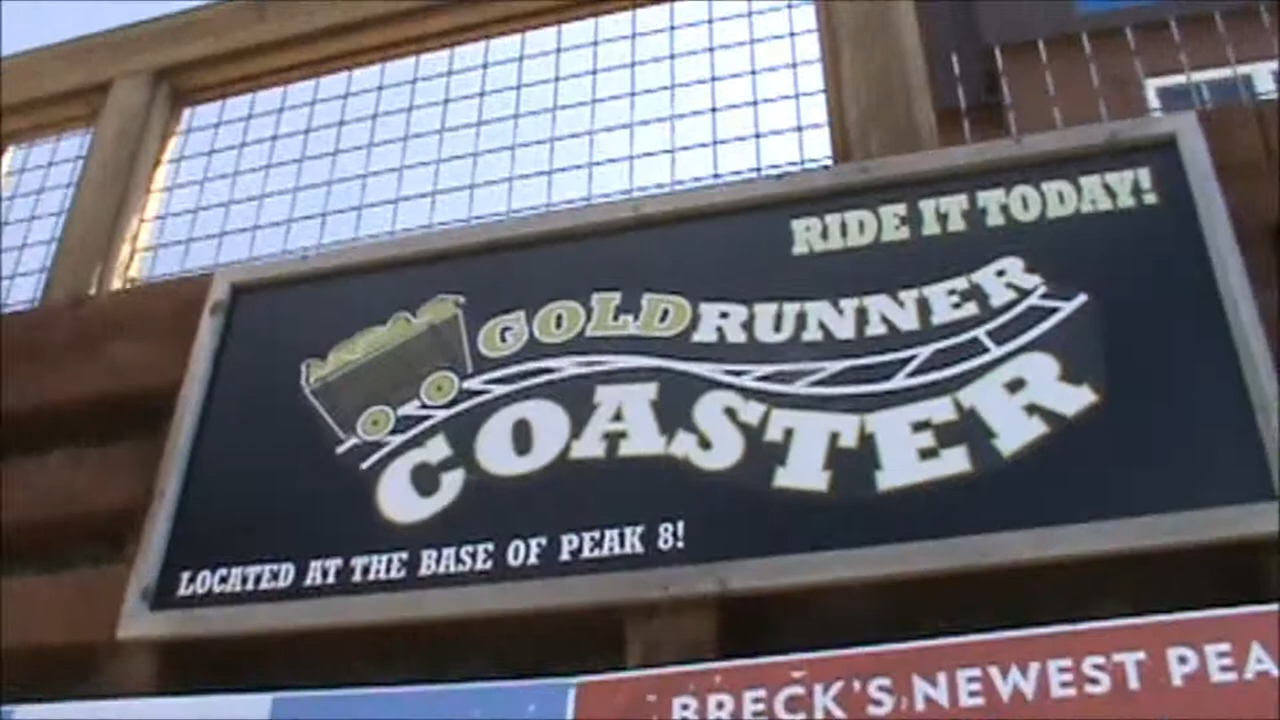 RIDE IT TODAY!
GOLDRUNNER
COASTER
LOCATED AT THE BASE OF PEAK 8!
BRECK'S NEWEST PEA